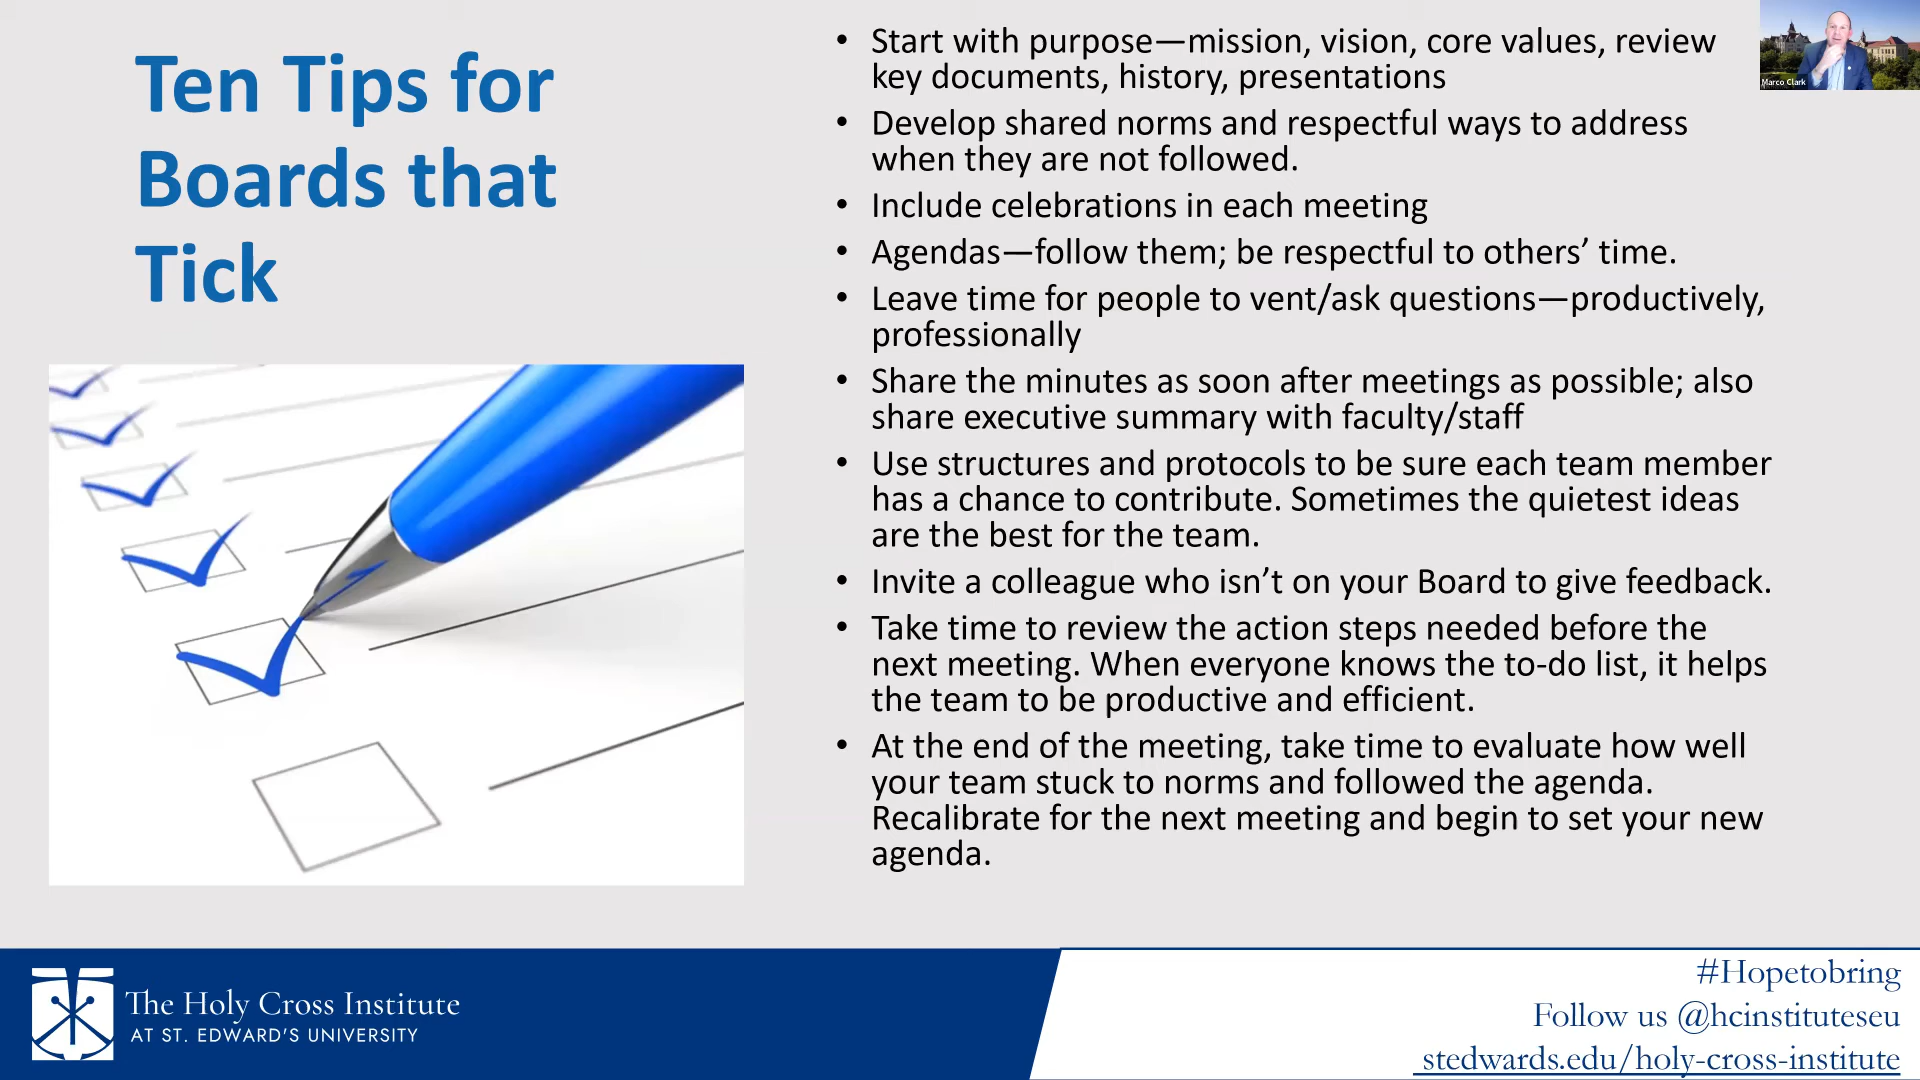 Ten Tips for
Boards that
Tick
• Start with purpose—mission, vision, core values, review
key documents, history, presentations
• Develop shared norms and respectful ways to address
when they are not followed.
• Include celebrations in each meeting
• Agendas—follow them; be respectful to others’ time.
• Leave time for people to vent/ask questions—productively,
professionally
• Share the minutes as soon after meetings as possible; also
share executive summary with faculty/staff
• Use structures and protocols to be sure each team member
has a chance to contribute. Sometimes the quietest ideas
are the best for the team.
• Invite a colleague who isn’t on your Board to give feedback.
• Take time to review the action steps needed before the
next meeting. When everyone knows the to-do list, it helps
the team to be productive and efficient.
• At the end of the meeting, take time to evaluate how well
your team stuck to norms and followed the agenda.
Recalibrate for the next meeting and begin to set your new
agenda.
Marco Clark
The Holy Cross Institute
AT ST. EDWARD’S UNIVERSITY
#Hopetobring
Follow us @hcinstituteseu
stedwards.edu/holy-cross-institute